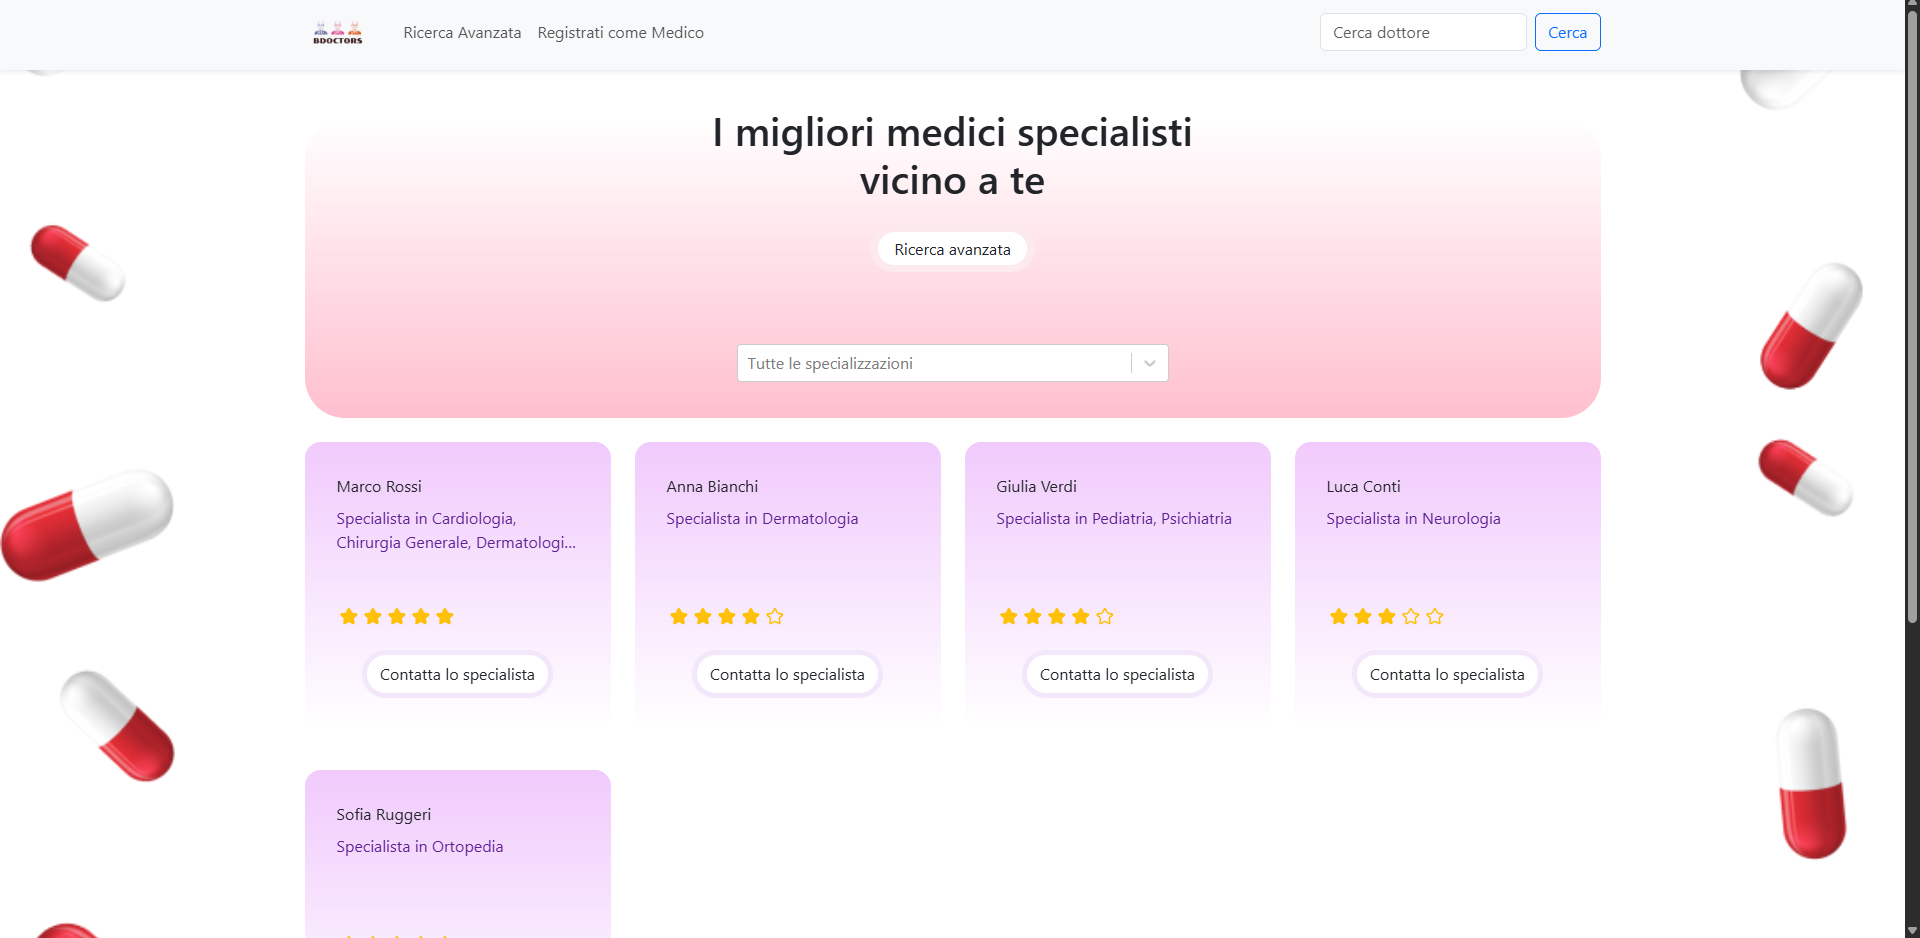 BDOCTORS
Ricerca Avanzata
Registrati come Medico
Cerca dottore
Cerca
I migliori medici specialisti
vicino a te
Ricerca avanzata
Tutte le specializzazioni
Marco Rossi
Specialista in Cardiologia,
Chirurgia Generale, Dermatologi...
Contatta lo specialista
Anna Bianchi
Specialista in Dermatologia
Contatta lo specialista
Giulia Verdi
Specialista in Pediatria, Psichiatria
Contatta lo specialista
Luca Conti
Specialista in Neurologia
Contatta lo specialista
Sofia Ruggeri
Specialista in Ortopedia